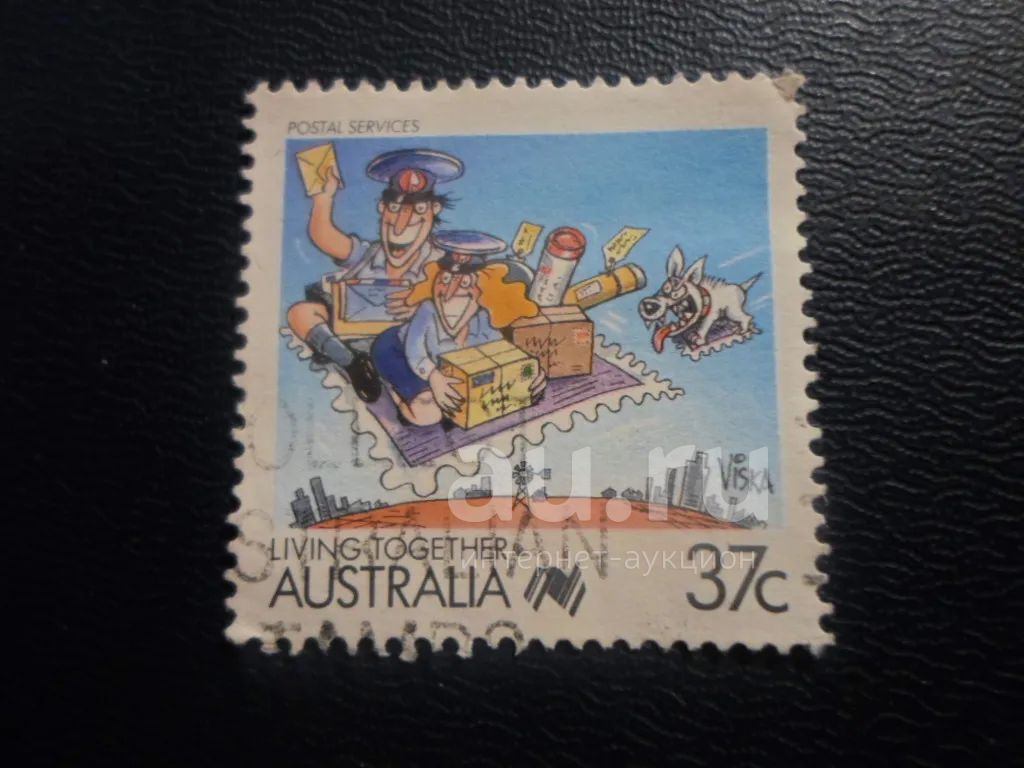 POSTAL SERVICES
au.ru
VISKA
LIVING TOGETHER
интернет-аукцион
AUSTRALIA
37c